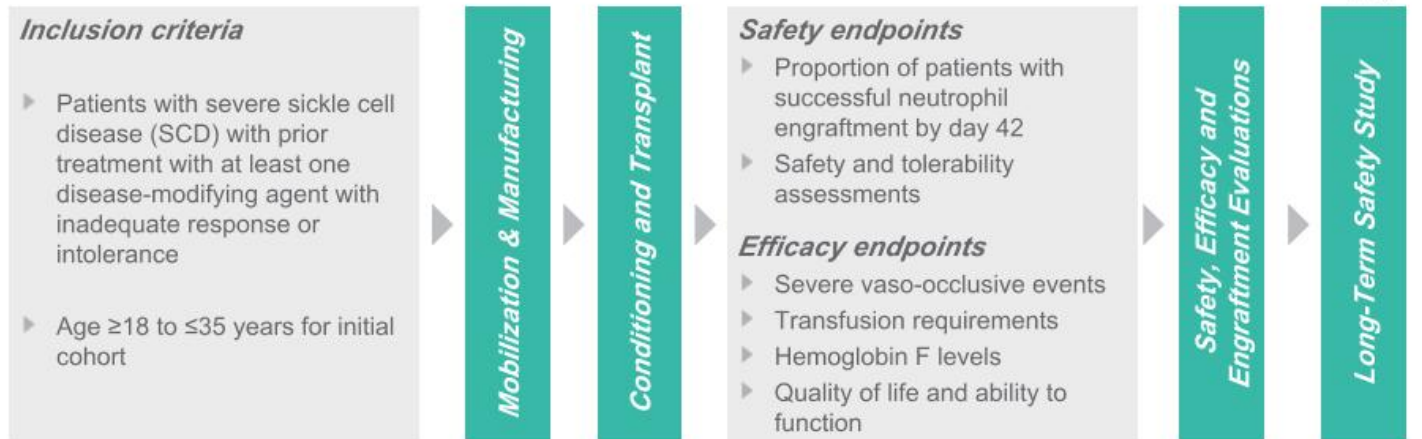 Inclusion criteria
Patients with severe sickle cell
disease (SCD) with prior
treatment with at least one
disease-modifying agent with
inadequate response or
intolerance
Age ≥18 to ≤35 years for initial
cohort
Mobilization & Manufacturing
Conditioning and Transplant
Safety endpoints
Proportion of patients with
successful neutrophil
engraftment by day 42
Safety and tolerability
assessments
Efficacy endpoints
Severe vaso-occlusive events
Transfusion requirements
Hemoglobin F levels
Quality of life and ability to
function
Safety, Efficacy and
Engraftment Evaluations
Long-Term Safety Study